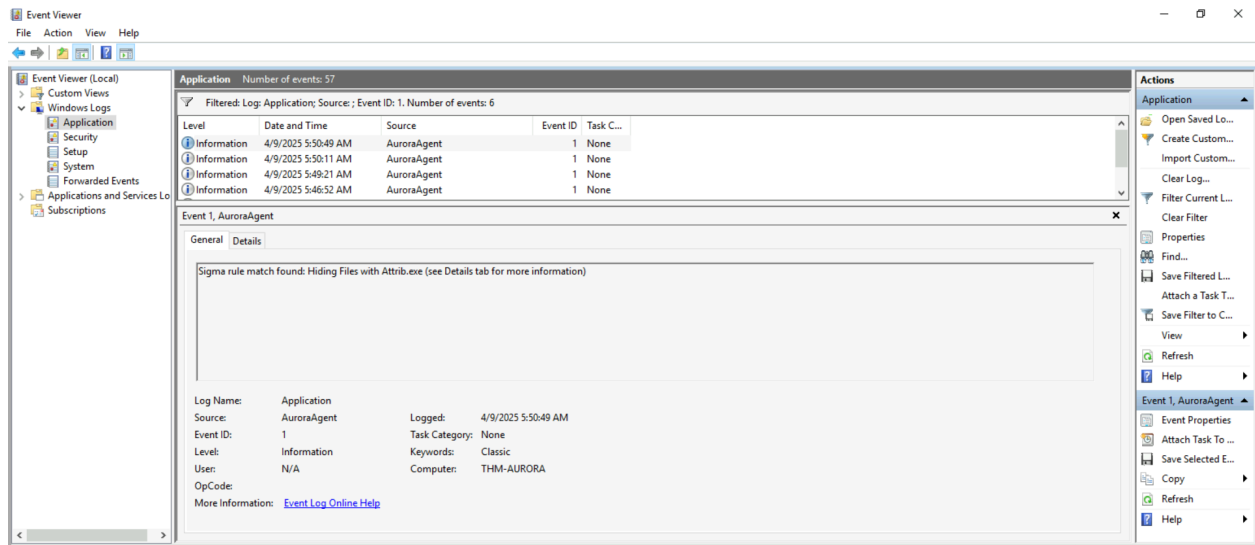 Event Viewer
File Action View Help
Event Viewer (Local)
Custom Views
Windows Logs
Application
Security
Setup
System
Forwarded Events
Applications and Services Lo
Subscriptions
Application Number of events: 57
Filtered: Log: Application; Source: ; Event ID: 1. Number of events: 6
Level Date and Time Source Event ID Task C...
Information 4/9/2025 5:50:49 AM AuroraAgent 1 None
Information 4/9/2025 5:50:11 AM AuroraAgent 1 None
Information 4/9/2025 5:49:21 AM AuroraAgent 1 None
Information 4/9/2025 5:46:52 AM AuroraAgent 1 None
Event 1, AuroraAgent
General Details
Sigma rule match found: Hiding Files with Attrib.exe (see Details tab for more information)
Log Name: Application
Source: AuroraAgent Logged: 4/9/2025 5:50:49 AM
Event ID: 1 Task Category: None
Level: Information Keywords: Classic
User: N/A Computer: THM-AURORA
OpCode:
More Information: Event Log Online Help
Actions
Application
Open Saved Lo...
Create Custom...
Import Custom...
Clear Log...
Filter Current L...
Clear Filter
Properties
Find...
Save Filtered L...
Attach a Task T...
Save Filter to C...
View
Refresh
Help
Event 1, AuroraAgent
Event Properties
Attach Task To ...
Save Selected E...
Copy
Refresh
Help